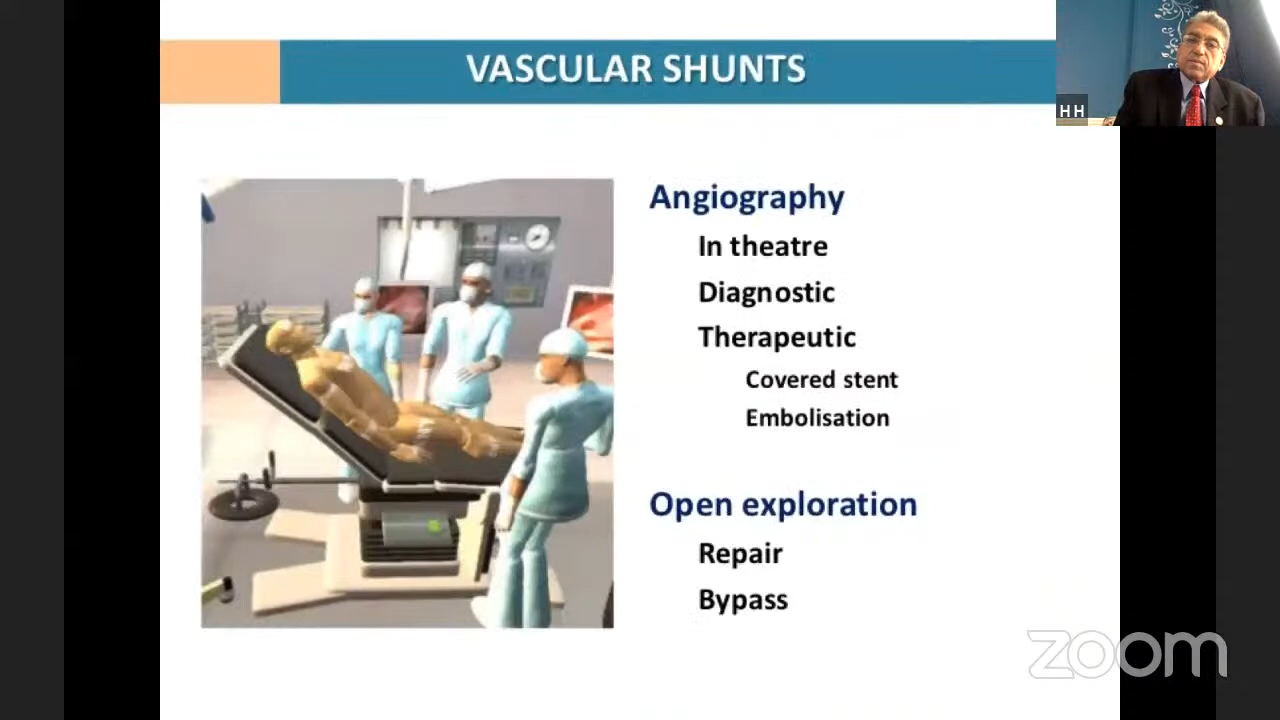 VASCULAR SHUNTS
HH
Angiography
In theatre
Diagnostic
Therapeutic
Covered stent
Embolisation
Open exploration
Repair
Bypass
zoom